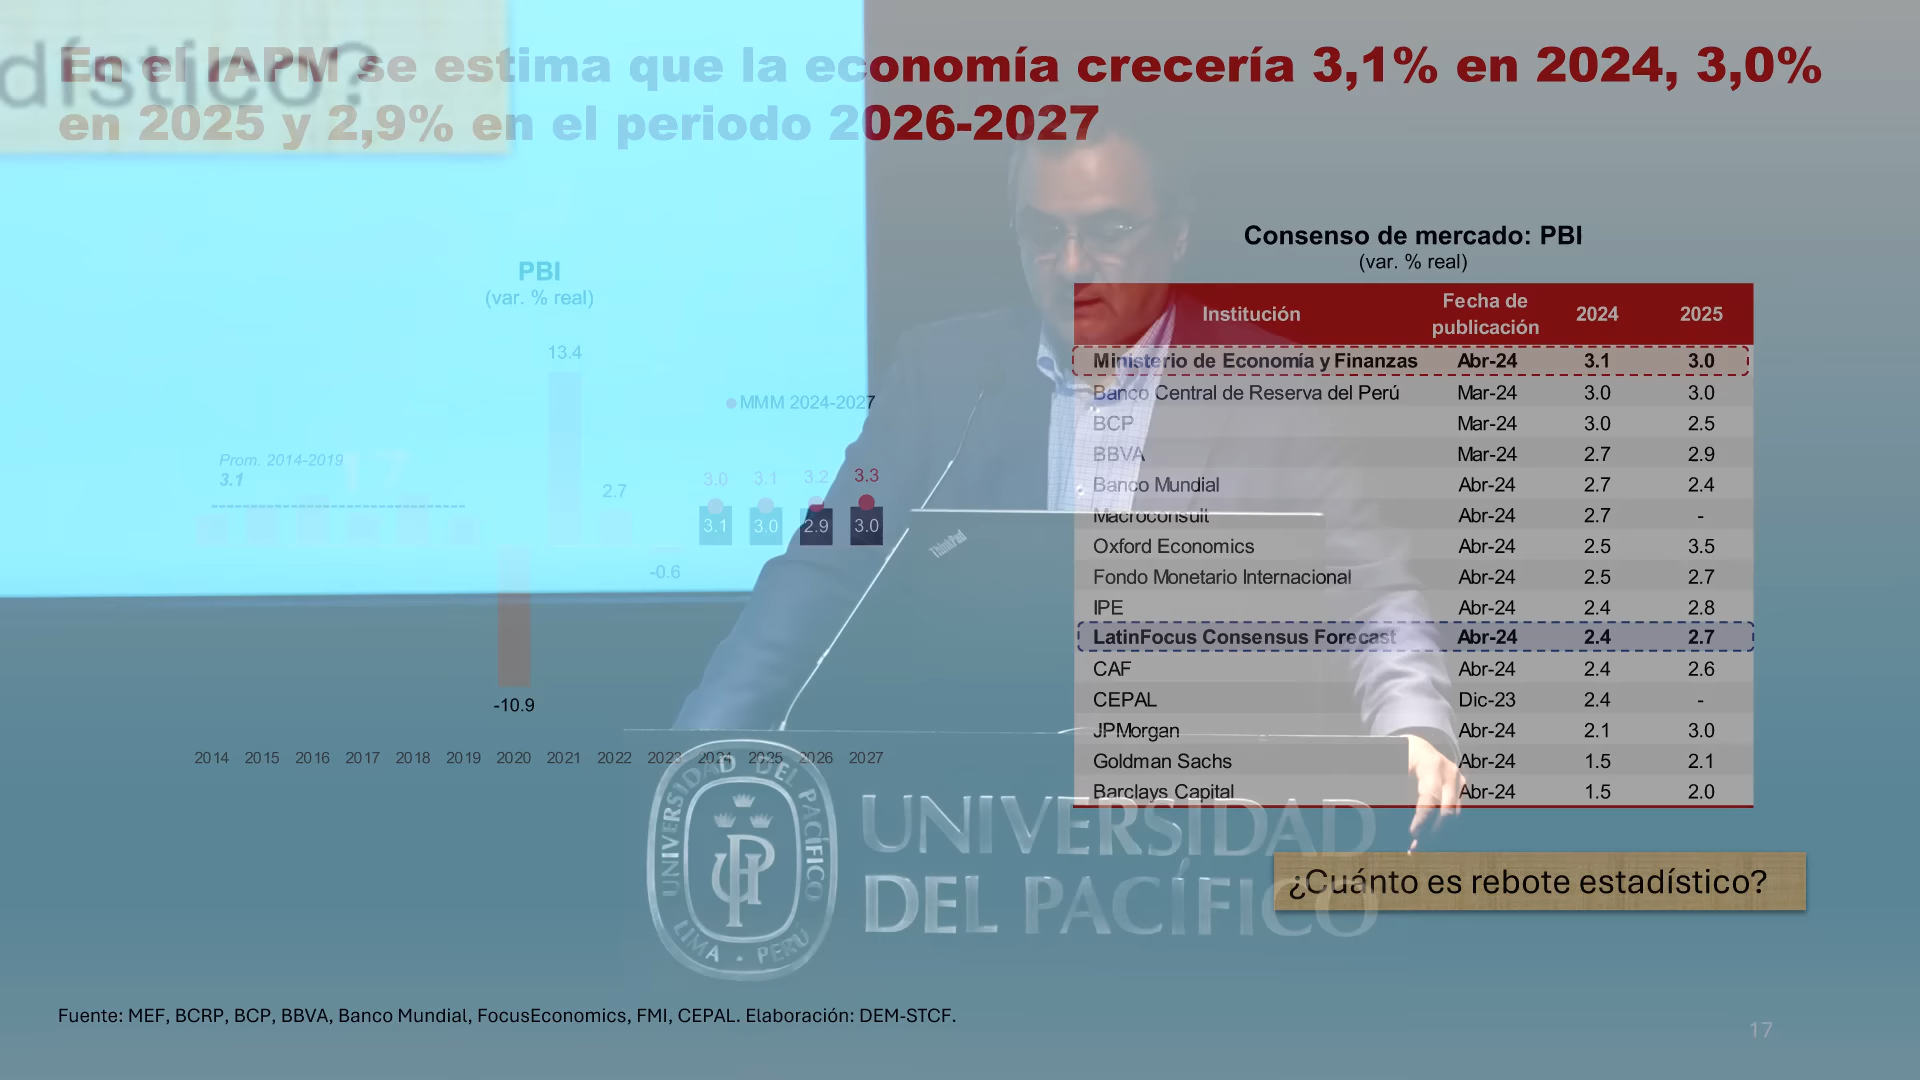 dístico?
En el IAPM se estima que la economía crecería 3,1% en 2024, 3,0%
en 2025 y 2,9% en el periodo 2026-2027
PBI
(var. % real)
13.4
MMM 2024-2027
Prom. 2014-2019
3.1
2.7
3.0 3.1 3.2 3.3
3.1 3.0 2.9 3.0
-0.6
-10.9
2014 2015 2016 2017 2018 2019 2020 2021 2022 2023 2024 2025 2026 2027
Consenso de mercado: PBI
(var. % real)
Institución Fecha de publicación 2024 2025
Ministerio de Economía y Finanzas Abr-24 3.1 3.0
Banco Central de Reserva del Perú Mar-24 3.0 3.0
BCP Mar-24 3.0 2.5
BBVA Mar-24 2.7 2.9
Banco Mundial Abr-24 2.7 2.4
Macroconsult Abr-24 2.7 -
Oxford Economics Abr-24 2.5 3.5
Fondo Monetario Internacional Abr-24 2.5 2.7
IPE Abr-24 2.4 2.8
LatinFocus Consensus Forecast Abr-24 2.4 2.7
CAF Abr-24 2.4 2.6
CEPAL Dic-23 2.4 -
JPMorgan Abr-24 2.1 3.0
Goldman Sachs Abr-24 1.5 2.1
Barclays Capital Abr-24 1.5 2.0
¿Cuánto es rebote estadístico?
ThinkPad
17
UNIVERSIDAD DEL PACÍFICO
LIMA · PERU
UNIVERSIDAD
DEL PACÍFICO
Fuente: MEF, BCRP, BCP, BBVA, Banco Mundial, FocusEconomics, FMI, CEPAL. Elaboración: DEM-STCF.
17